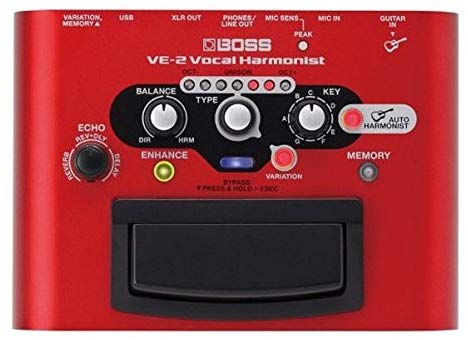 VARIATION, MEMORY▲
USB
XLR OUT
PHONES/ LINE OUT
MIC SENS
MIC IN
GUITAR IN
PEAK
BOSS
VE-2 Vocal Harmonist
OCT-
UNISON
OCT+
BALANCE
DIR
HRM
TYPE
KEY
A
B
C
D
E
F
G
AUTO
HARMONIST
ECHO
REVERB
REV+DLY
DELAY
ENHANCE
VARIATION
MEMORY
BYPASS:
▼PRESS & HOLD > 2SEC